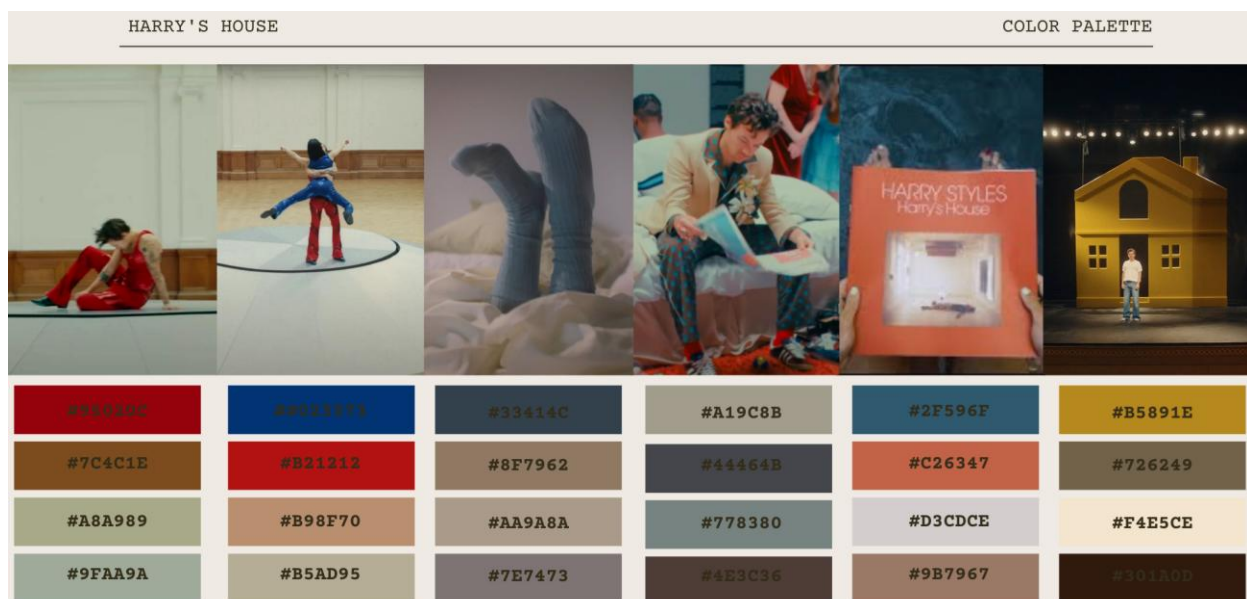 HARRY'S HOUSE COLOR PALETTE
HARRY STYLES
Harry's House
#33414C #A19C8B #2F596F #B5891E
#7C4C1E #B21212 #8F7962 #44464B #C26347 #726249
#A8A989 #B98F70 #AA9A8A #778380 #D3CDCE #F4E5CE
#9FAA9A #B5AD95 #7E7473 #4E3C36 #9B7967 #301A0D